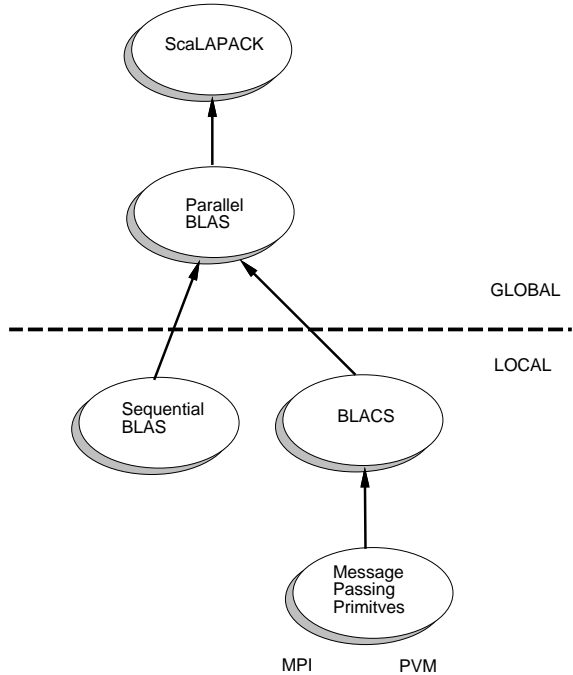 ScaLAPACK
Parallel
BLAS
GLOBAL
LOCAL
Sequential
BLAS
BLACS
Message
Passing
Primitves
MPI PVM